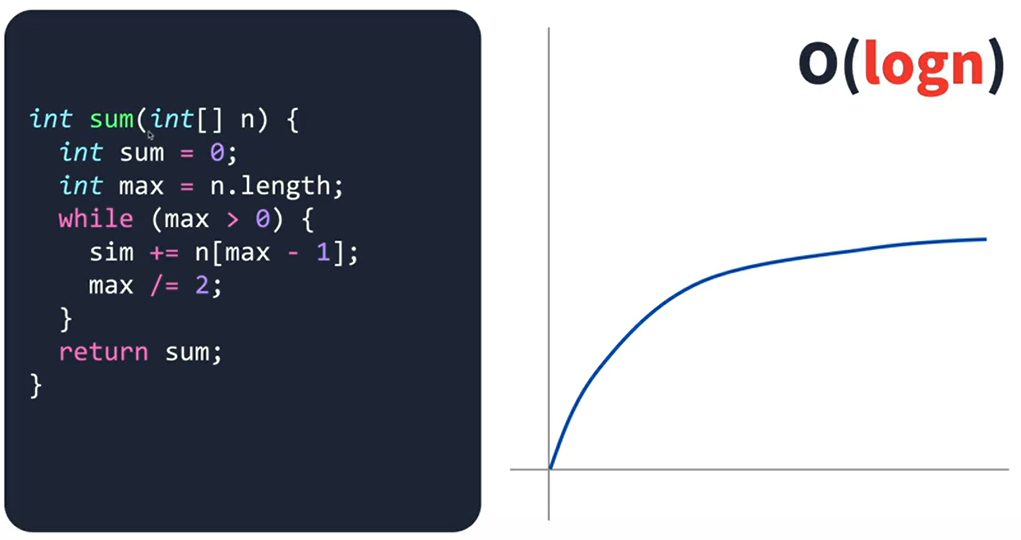 int sum(int[] n) {
int sum = 0;
int max = n.length;
while (max > 0) {
sim += n[max - 1];
max /= 2;
}
return sum;
}
O(logn)